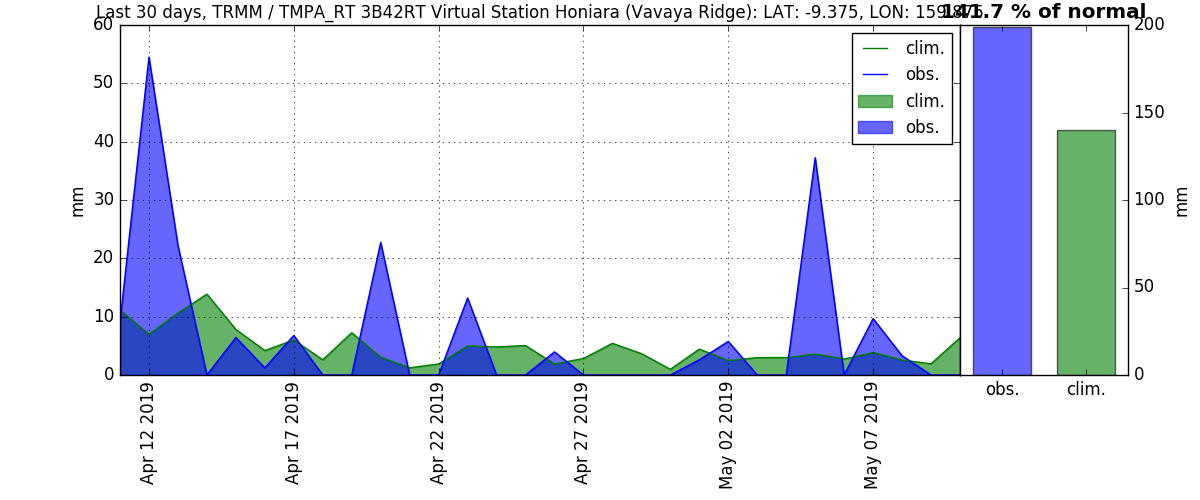 Last 30 days, TRMM / TMPA_RT 3B42RT Virtual Station Honiara (Vavaya Ridge): LAT: -9.375, LON:
141.7 % of normal
60
50
40
30
20
10
0
mm
clim.
obs.
clim.
obs.
Apr 12 2019
Apr 17 2019
Apr 22 2019
Apr 27 2019
May 02 2019
May 07 2019
200
150
100
50
0
mm
obs.
clim.